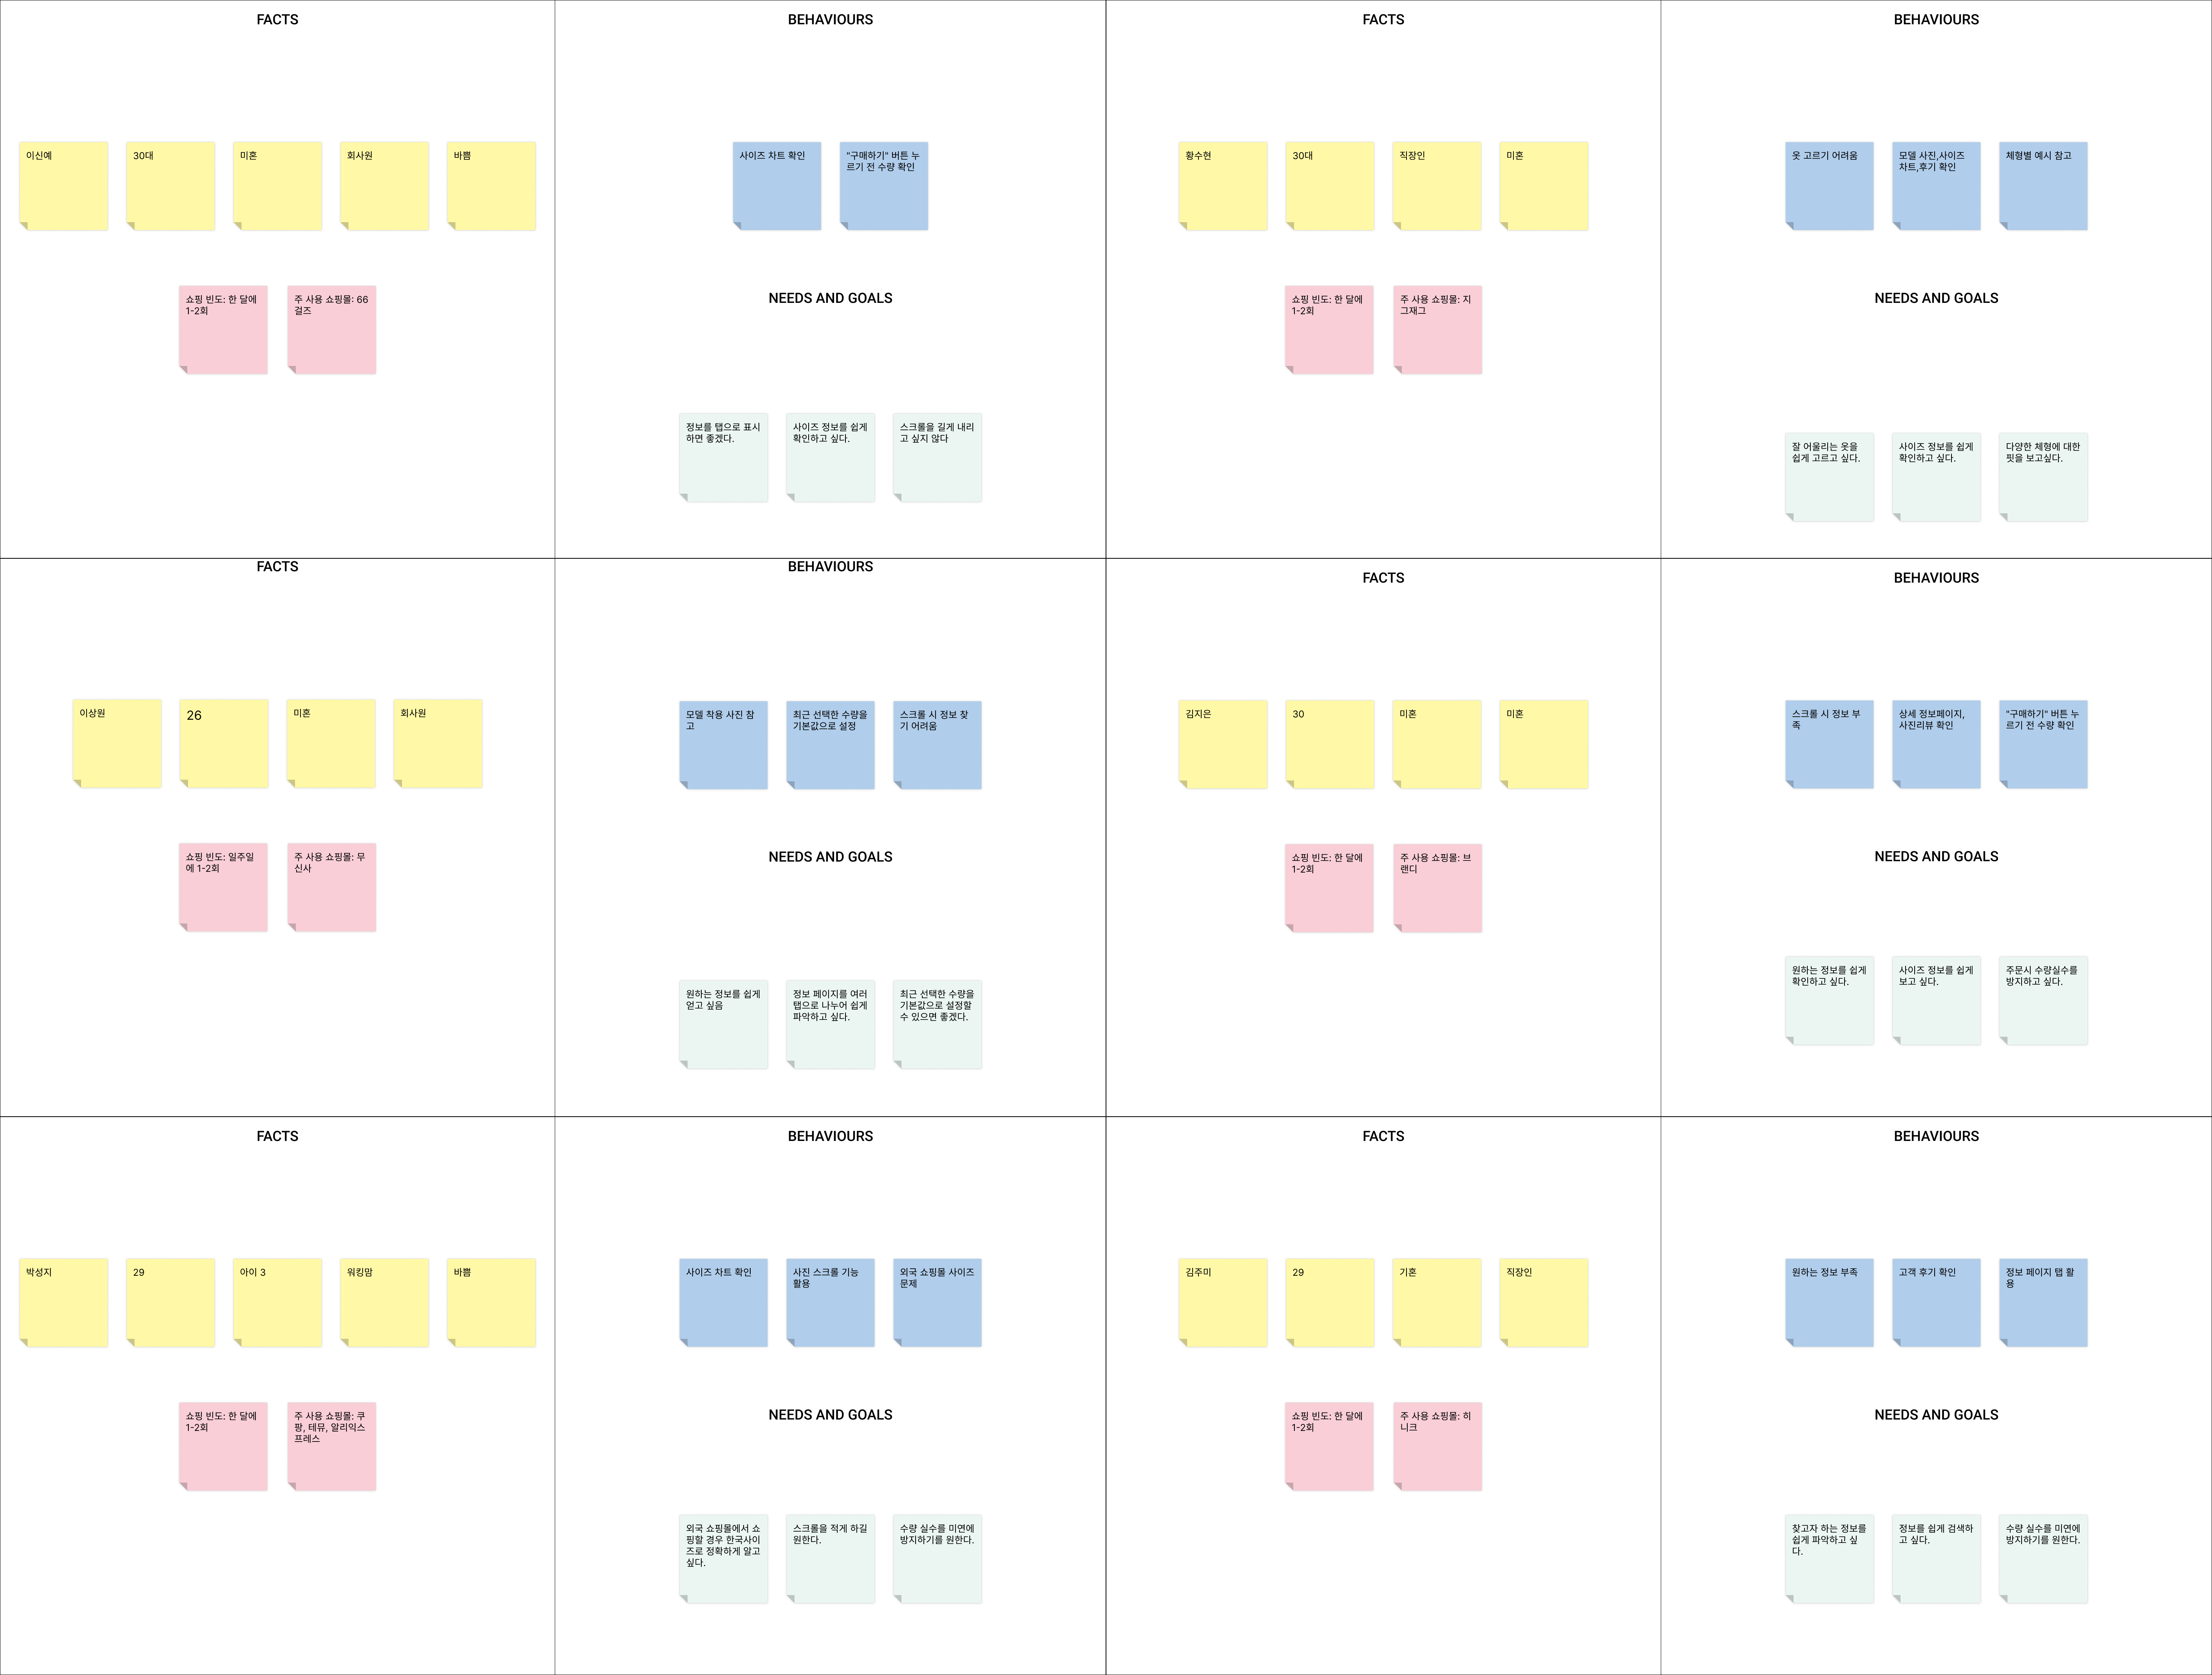 FACTS
이신예
30대
미혼
회사원
바쁨
쇼핑 빈도: 한 달에
1-2회
주 사용 쇼핑몰: 66
걸즈
BEHAVIOURS
사이즈 차트 확인
"구매하기" 버튼 누
르기 전 수량 확인
NEEDS AND GOALS
정보를 탭으로 표시
하면 좋겠다.
사이즈 정보를 쉽게
확인하고 싶다.
스크롤을 길게 내리
고 싶지 않다
FACTS
황수현
30대
직장인
미혼
쇼핑 빈도: 한 달에
1-2회
주 사용 쇼핑몰: 지
그재그
BEHAVIOURS
옷 고르기 어려움
모델 사진,사이즈
차트,후기 확인
체형별 예시 참고
NEEDS AND GOALS
잘 어울리는 옷을
쉽게 고르고 싶다.
사이즈 정보를 쉽게
확인하고 싶다.
다양한 체형에 대한
핏을 보고싶다.
FACTS
이상원
26
미혼
회사원
쇼핑 빈도: 일주일
에 1-2회
주 사용 쇼핑몰: 무
신사
BEHAVIOURS
모델 착용 사진 참
고
최근 선택한 수량을
기본값으로 설정
스크롤 시 정보 찾
기 어려움
NEEDS AND GOALS
원하는 정보를 쉽게
얻고 싶음
정보 페이지를 여러
탭으로 나누어 쉽게
파악하고 싶다.
최근 선택한 수량을
기본값으로 설정할
수 있으면 좋겠다.
FACTS
김지은
30
미혼
미혼
쇼핑 빈도: 한 달에
1-2회
주 사용 쇼핑몰: 브
랜디
BEHAVIOURS
스크롤 시 정보 부
족
상세 정보페이지,
사진리뷰 확인
"구매하기" 버튼 누
르기 전 수량 확인
NEEDS AND GOALS
원하는 정보를 쉽게
확인하고 싶다.
사이즈 정보를 쉽게
보고 싶다.
주문시 수량실수를
방지하고 싶다.
FACTS
박성지
29
아이 3
워킹맘
바쁨
쇼핑 빈도: 한 달에
1-2회
주 사용 쇼핑몰: 쿠
팡, 테뮤, 알리익스
프레스
BEHAVIOURS
사이즈 차트 확인
사진 스크롤 기능
활용
외국 쇼핑몰 사이즈
문제
NEEDS AND GOALS
외국 쇼핑몰에서 쇼
핑할 경우 한국사이
즈로 정확하게 알고
싶다.
스크롤을 적게 하길
원한다.
수량 실수를 미연에
방지하기를 원한다.
FACTS
김주미
29
기혼
직장인
쇼핑 빈도: 한 달에
1-2회
주 사용 쇼핑몰: 히
니크
BEHAVIOURS
원하는 정보 부족
고객 후기 확인
정보 페이지 탭 활
용
NEEDS AND GOALS
찾고자 하는 정보를
쉽게 파악하고 싶
다.
정보를 쉽게 검색하
고 싶다.
수량 실수를 미연에
방지하기를 원한다.